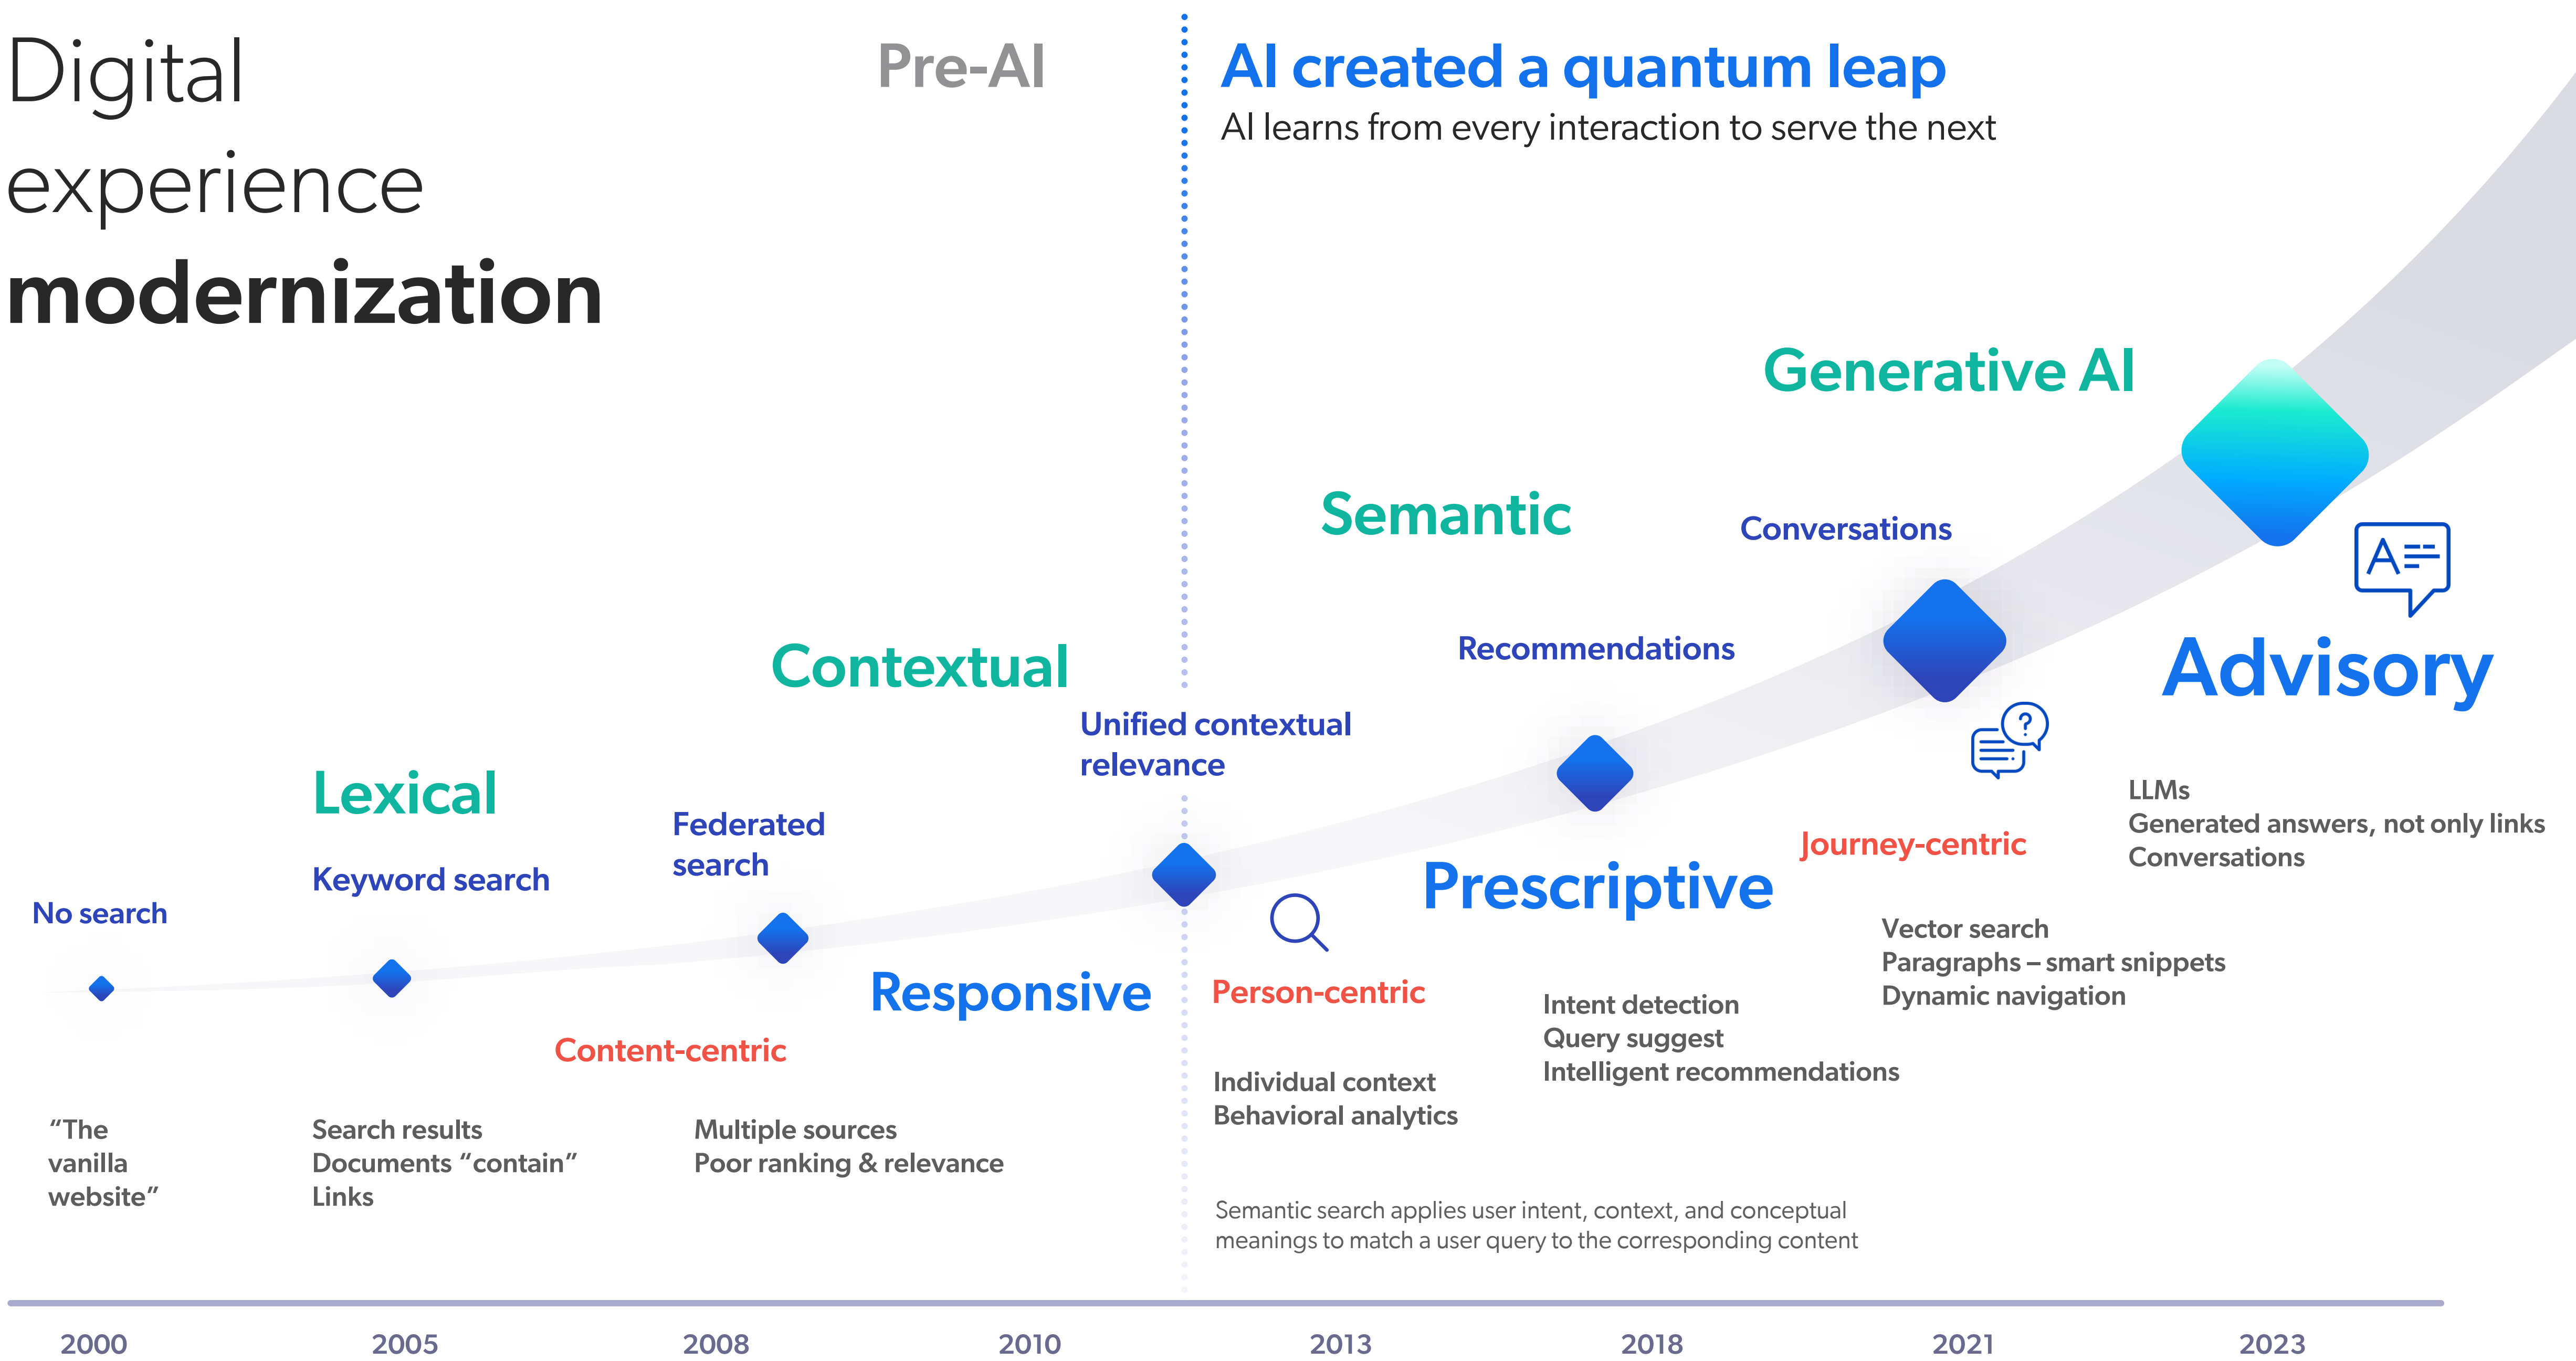 Digital
experience
modernization
Pre-AI
AI created a quantum leap
AI learns from every interaction to serve the next
No search
“The
vanilla
website”
Lexical
Keyword search
Search results
Documents “contain”
Links
Content-centric
Federated
search
Multiple sources
Poor ranking & relevance
Contextual
Responsive
Unified contextual
relevance
Person-centric
Individual context
Behavioral analytics
Semantic
Recommendations
Prescriptive
Intent detection
Query suggest
Intelligent recommendations
Semantic search applies user intent, context, and conceptual
meanings to match a user query to the corresponding content
Conversations
?
Journey-centric
Vector search
Paragraphs – smart snippets
Dynamic navigation
Generative AI
A
Advisory
LLMs
Generated answers, not only links
Conversations
2000
2005
2008
2010
2013
2018
2021
2023